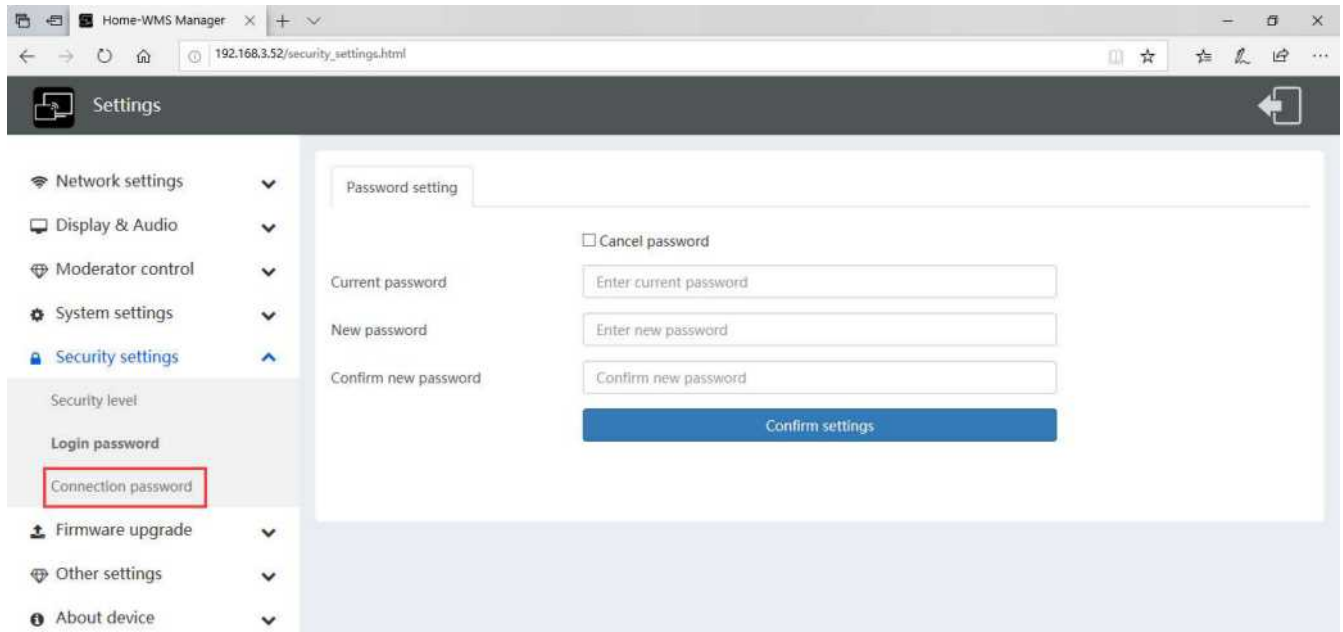 Home-WMS Manager
192.168.3.52/security_settings.html
Settings
Network settings
Display & Audio
Moderator control
System settings
Security settings
Security level
Login password
Connection password
Firmware upgrade
Other settings
About device
Password setting
Cancel password
Current password
Enter current password
New password
Enter new password
Confirm new password
Confirm new password
Confirm settings